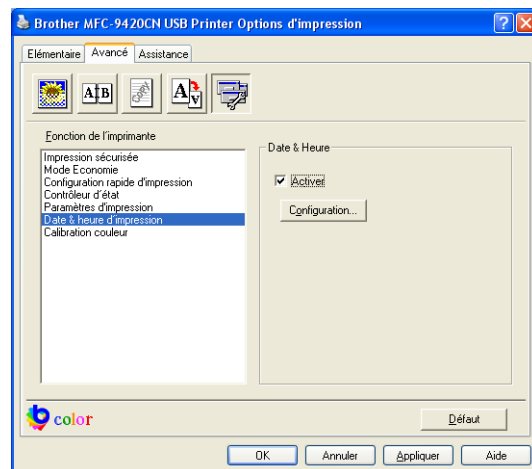 Brother MFC-9420CN USB Printer Options d'impression
Elémentaire Avancé Assistance
Fonction de l'imprimante
Impression sécurisée
Mode Economie
Configuration rapide d'impression
Contrôleur d'état
Paramètres d'impression
Date & heure d'impression
Calibration couleur
Date & Heure
Activer
Configuration...
color
Défaut
OK Annuler Appliquer Aide